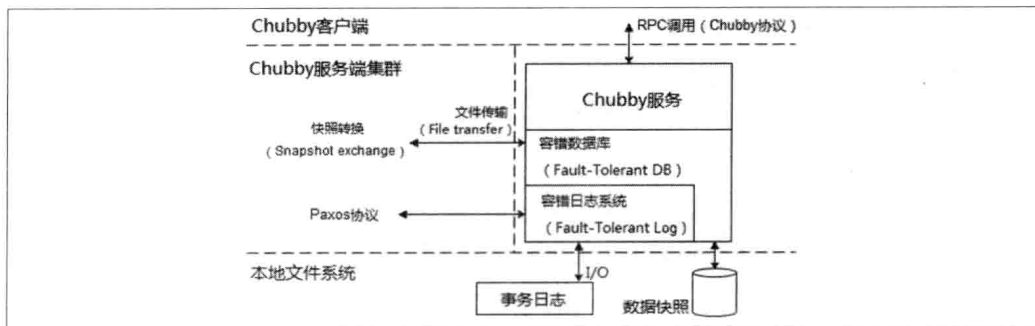 Chubby客户端
RPC调用（Chubby协议）
Chubby服务端集群
Chubby服务
文件传输
（File transfer）
快照转换
（Snapshot exchange）
容错数据库
（Fault-Tolerant DB）
容错日志系统
（Fault-Tolerant Log）
Paxos协议
本地文件系统
I/O
事务日志
数据快照